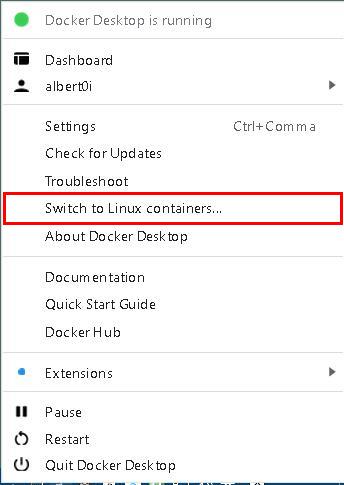 Docker Desktop is running
Dashboard
albert0i
Settings Ctrl+Comma
Check for Updates
Troubleshoot
Switch to Linux containers...
About Docker Desktop
Documentation
Quick Start Guide
Docker Hub
Extensions
Pause
Restart
Quit Docker Desktop